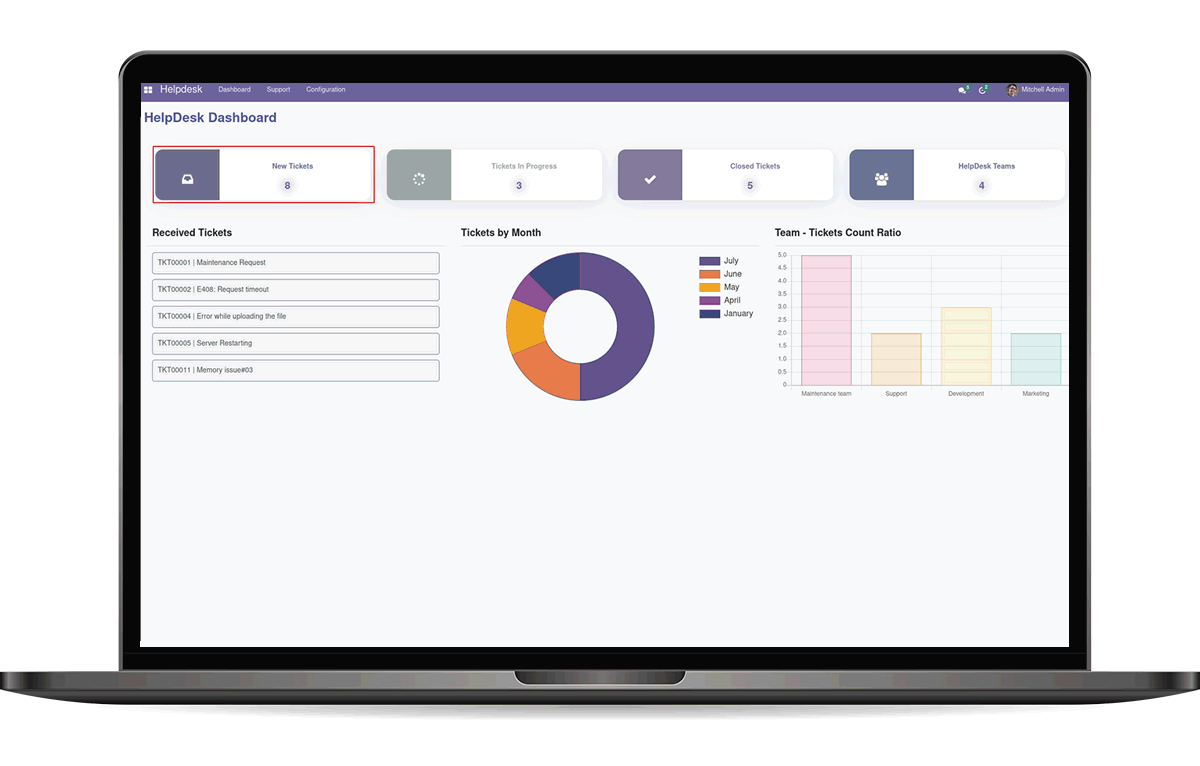 Helpdesk Dashboard Support Configuration 5 2 Mitchell Admin
HelpDesk Dashboard
New Tickets
8
Tickets In Progress
3
Closed Tickets
5
HelpDesk Teams
4
Received Tickets
TKT00001 | Maintenance Request
TKT00002 | E408: Request timeout
TKT00004 | Error while uploading the file
TKT00005 | Server Restarting
TKT00011 | Memory issue#03
Tickets by Month
July
June
May
April
January
Team - Tickets Count Ratio
5.0
4.5
4.0
3.5
3.0
2.5
2.0
1.5
1.0
0.5
0
Maintenance team Support Development Marketing